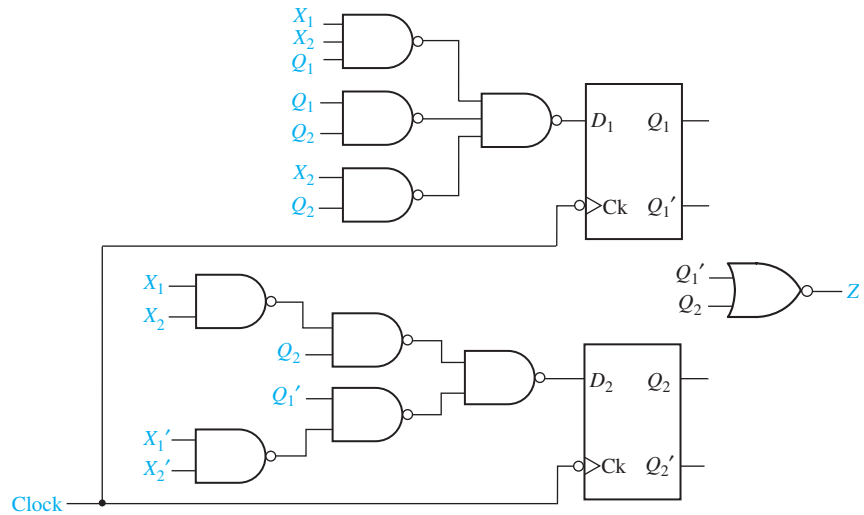 X₁
X₂
Q₁
Q₁
Q₂
X₂
Q₂
D₁ Q₁
Ck Q₁′
X₁
X₂
Q₂
Q₁′
X₁′
X₂′
Q₁′
Q₂
Z
D₂ Q₂
Ck Q₂′
Clock